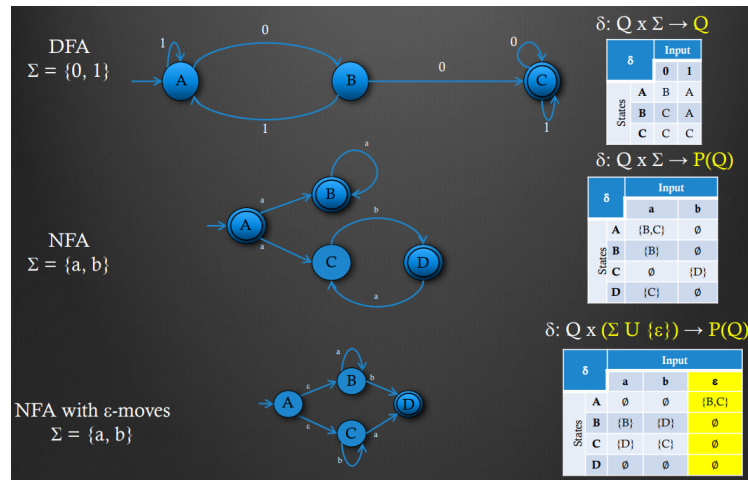 DFA
Σ = {0, 1}
1
0
A
B
1
0
0
C
1
δ: Q x Σ → Q
δ Input
0 1
States
A B A
B C A
C C C
NFA
Σ = {a, b}
a
B
a
A
a
b
C
D
a
δ: Q x Σ → P(Q)
δ Input
a b
States
A {B,C} ∅
B {B} ∅
C ∅ {D}
D {C} ∅
NFA with ε-moves
Σ = {a, b}
a
ε
B
b
A
D
ε
C
a
b
δ: Q x (Σ U {ε}) → P(Q)
δ Input
a b ε
States
A ∅ ∅ {B,C}
B {B} {D} ∅
C {D} {C} ∅
D ∅ ∅ ∅